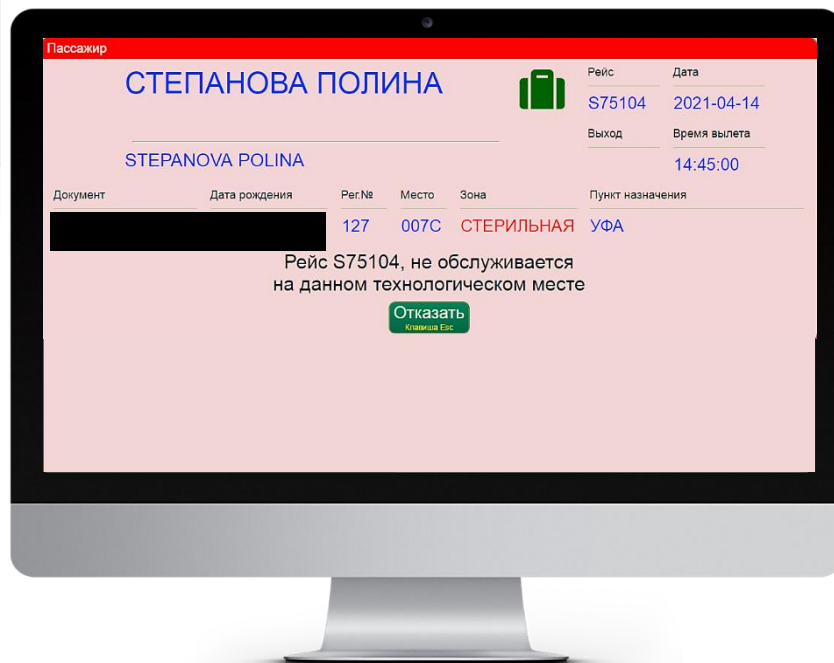 Пассажир
СТЕПАНОВА ПОЛИНА
Рейс Дата
S75104 2021-04-14
Выход Время вылета
STEPANOVA POLINA
14:45:00
Документ Дата рождения Рег.№ Место Зона Пункт назначения
127 007C СТЕРИЛЬНАЯ УФА
Рейс S75104, не обслуживается
на данном технологическом месте
Отказать
Клавиша Esc